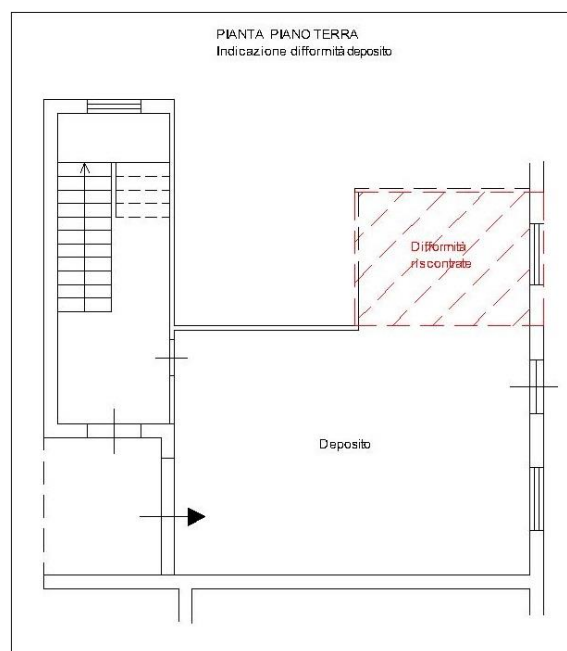 PIANTA PIANO TERRA
Indicazione difformità deposito
Difformità
riscontrate
Deposito